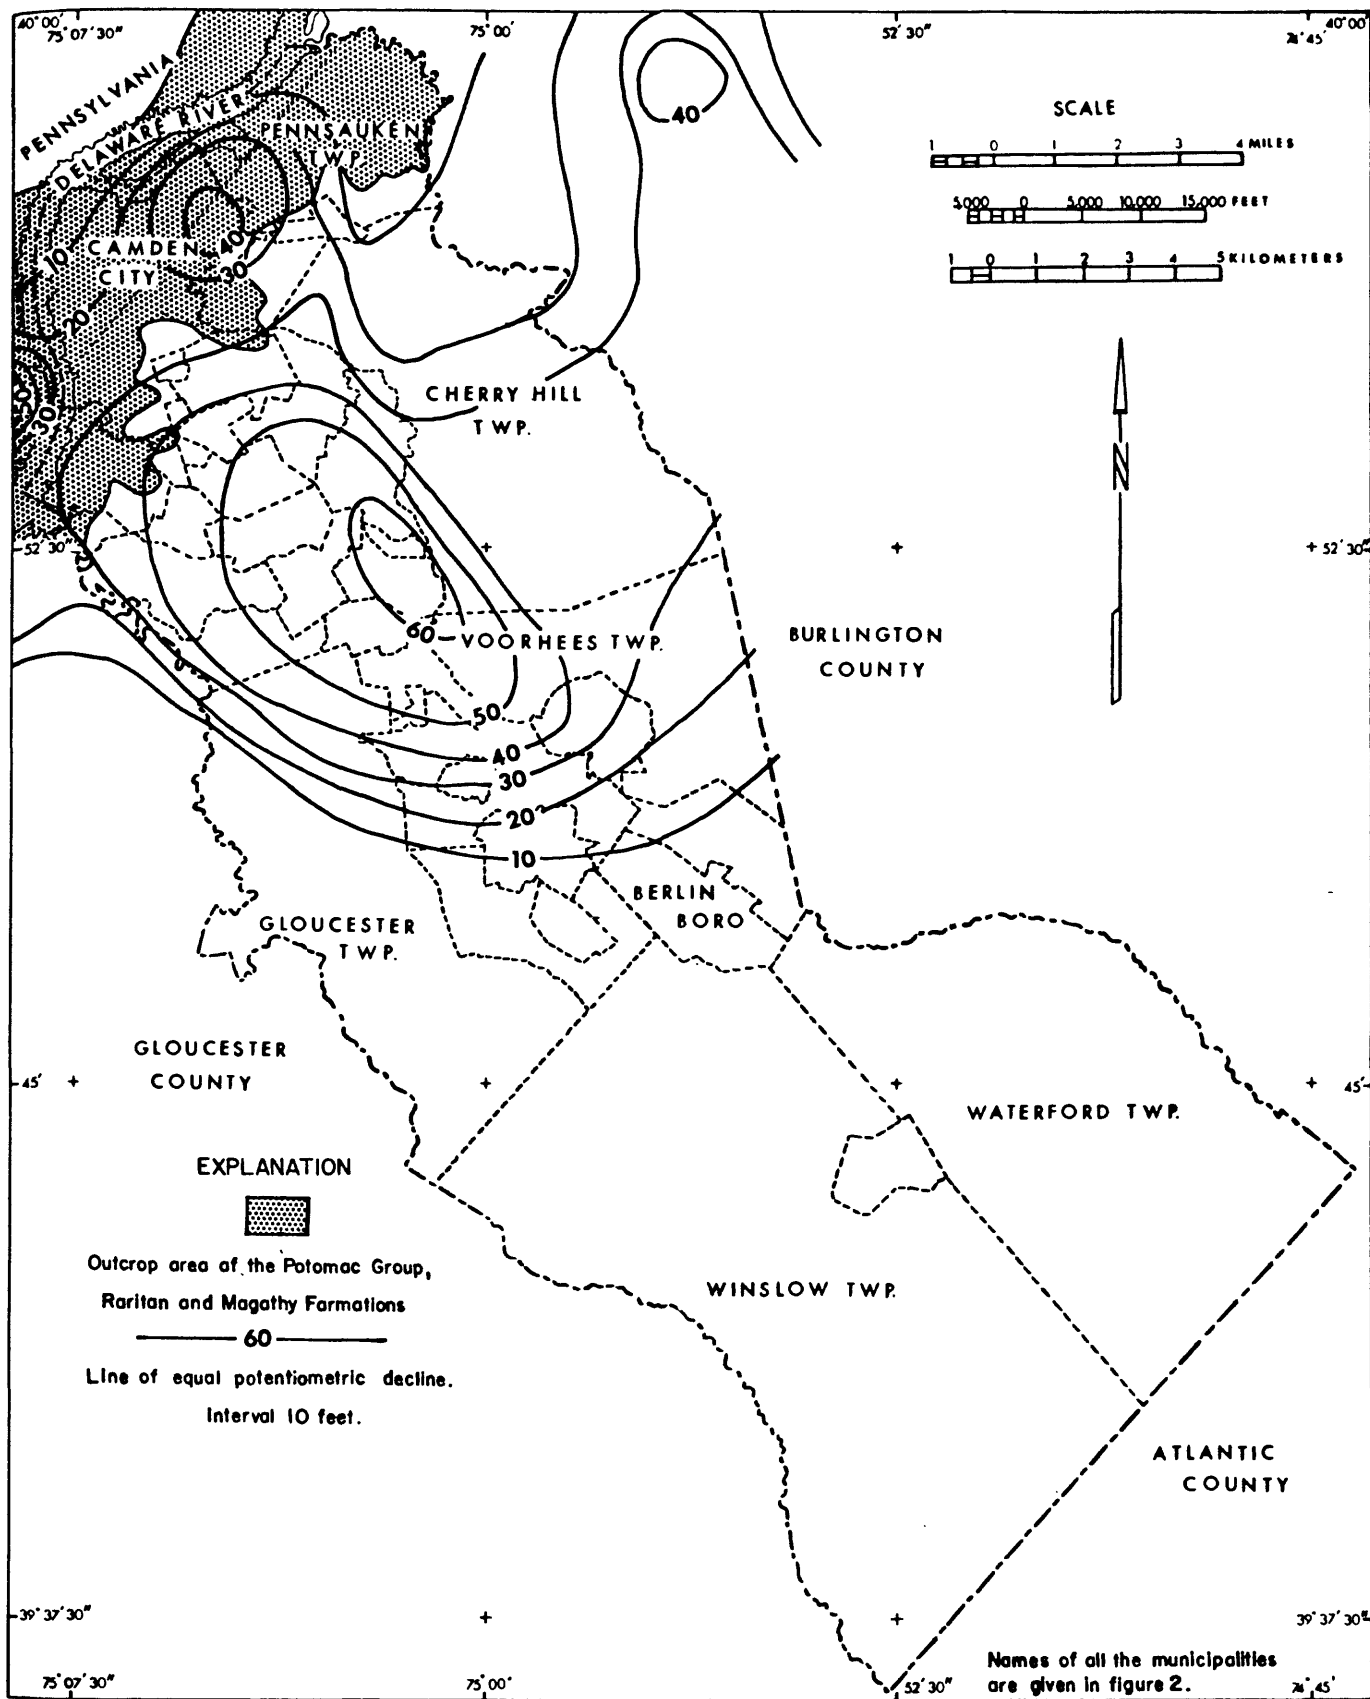 40° 00'
75° 07' 30"
75° 00'
52' 30"
40° 00'
74° 45'
PENNSYLVANIA
DELAWARE RIVER
PENNSAUKEN
TWP.
40
SCALE
1 0 1 2 3 4 MILES
5,000 0 5,000 10,000 15,000 FEET
1 0 1 2 3 4 5 KILOMETERS
10
CAMDEN
CITY
40
30
20
50
30
CHERRY HILL
TWP.
N
52' 30"
52' 30"
60
VOORHEES TWP.
BURLINGTON
COUNTY
50
40
30
20
10
BERLIN
BORO
GLOUCESTER
TWP.
GLOUCESTER
COUNTY
45'
45'
WATERFORD TWP.
EXPLANATION
Outcrop area of the Potomac Group,
Raritan and Magathy Farmations
60
Line of equal potentiometric decline.
Interval 10 feet.
WINSLOW TWP.
ATLANTIC
COUNTY
39° 37' 30"
39° 37' 30"
Names of all the municipalities
are given in figure 2.
75° 07' 30"
75° 00'
52' 30"
74° 45'